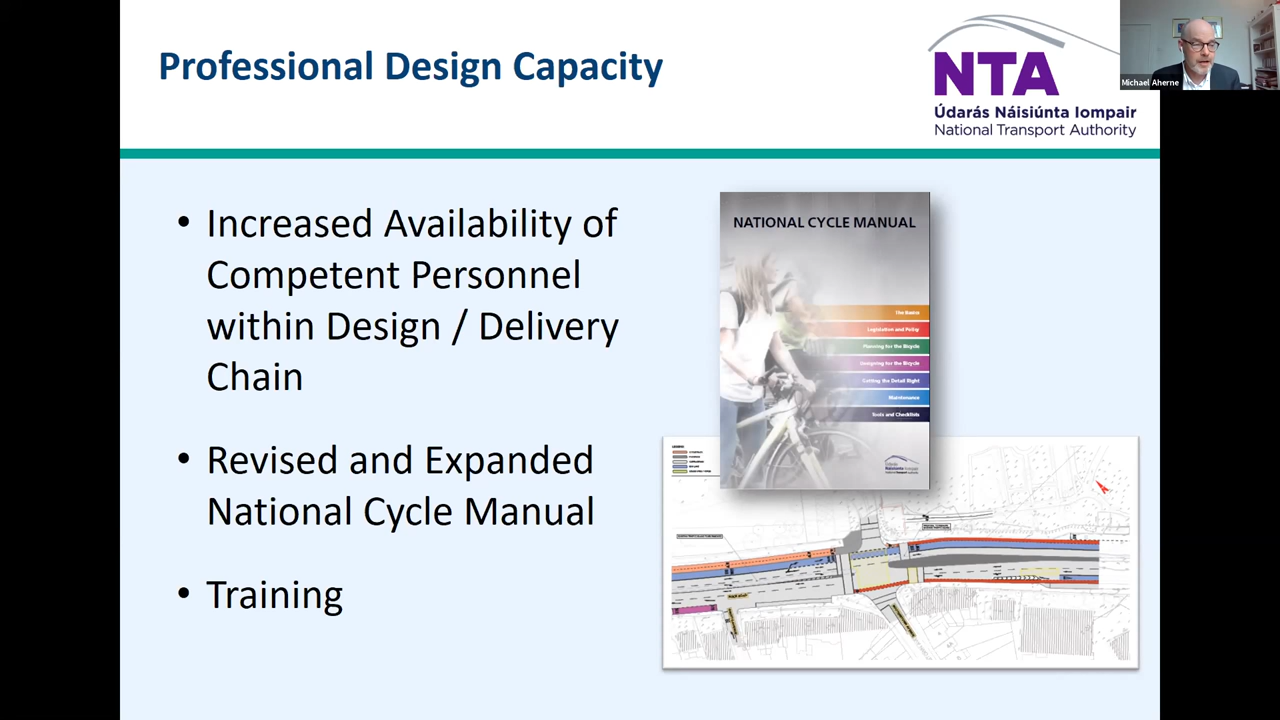 Professional Design Capacity
NTA
Údarás Náisiúnta Iompair
National Transport Authority
Michael Aherne
• Increased Availability of
Competent Personnel
within Design / Delivery
Chain
• Revised and Expanded
National Cycle Manual
• Training
NATIONAL CYCLE MANUAL
The Basics
Legislation and Policy
Planning for the Bicycle
Designing for the Bicycle
Getting the Detail Right
Maintenance
Tools and Checklists